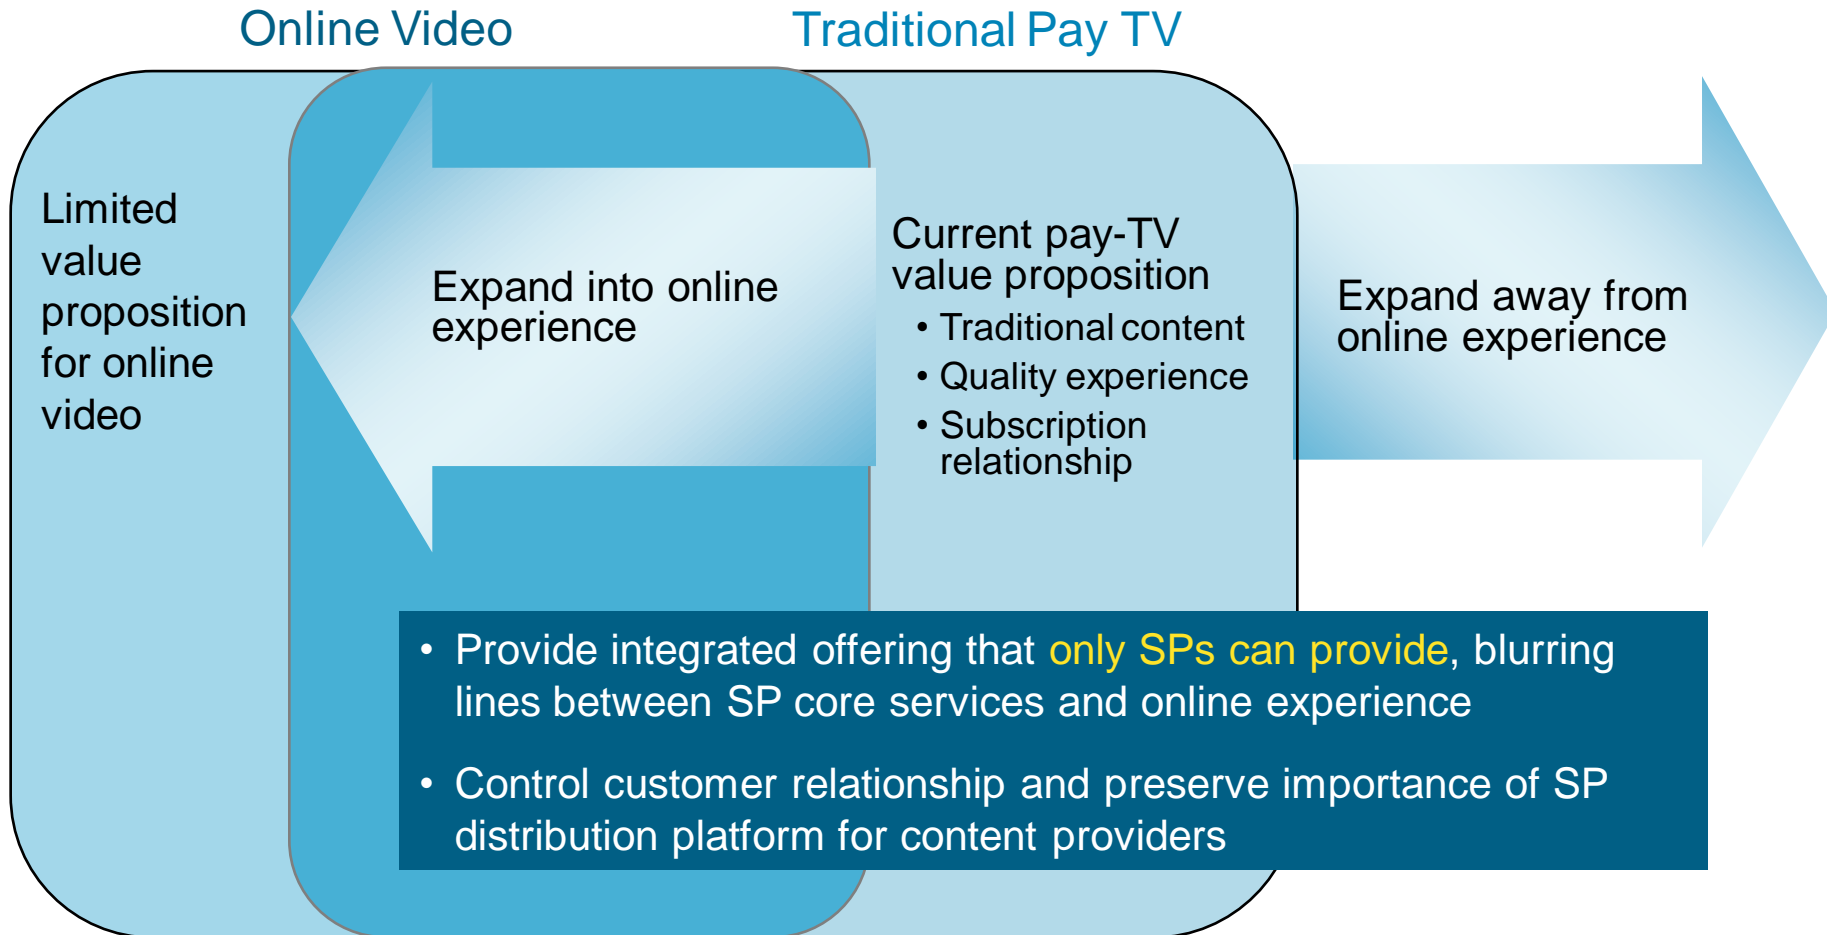 Online Video
Traditional Pay TV
Limited
value
proposition
for online
video
Expand into online
experience
Current pay-TV
value proposition
• Traditional content
• Quality experience
• Subscription
relationship
Expand away from
online experience
• Provide integrated offering that only SPs can provide, blurring
lines between SP core services and online experience
• Control customer relationship and preserve importance of SP
distribution platform for content providers